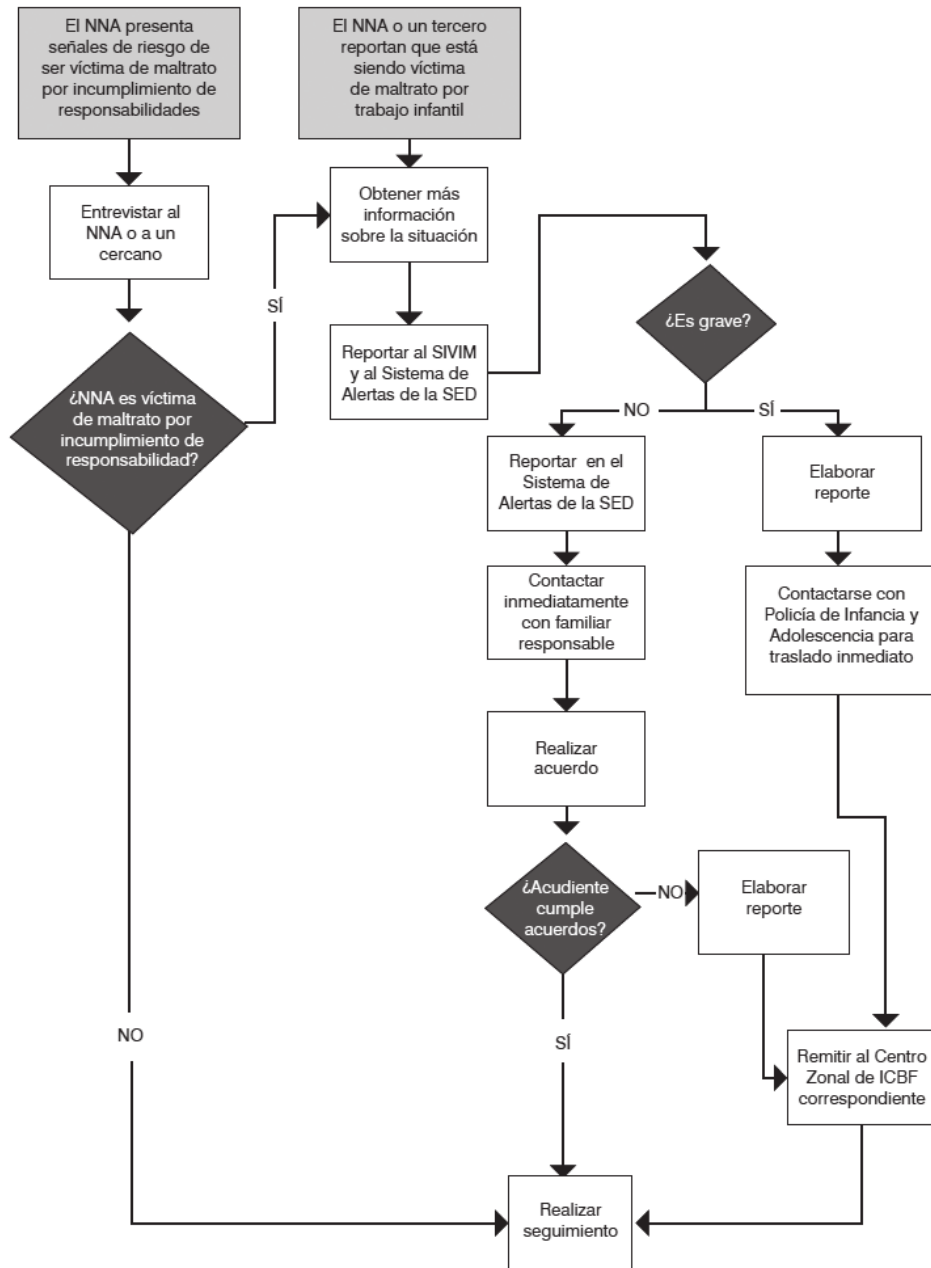 El NNA presenta
señales de riesgo de
ser víctima de maltrato
por incumplimiento de
responsabilidades
El NNA o un tercero
reportan que está
siendo víctima
de maltrato por
trabajo infantil
Entrevistar al
NNA o a un
cercano
Obtener más
información
sobre la situación
SÍ
¿NNA es víctima
de maltrato por
incumplimiento de
responsabilidad?
Reportar al SIVIM
y al Sistema de
Alertas de la SED
¿Es grave?
NO
SÍ
Reportar en el
Sistema de
Alertas de la SED
Elaborar
reporte
Contactar
inmediatamente
con familiar
responsable
Contactarse con
Policía de Infancia y
Adolescencia para
traslado inmediato
Realizar
acuerdo
¿Acudiente
cumple
acuerdos?
NO
Elaborar
reporte
NO
SÍ
Remitir al Centro
Zonal de ICBF
correspondiente
Realizar
seguimiento